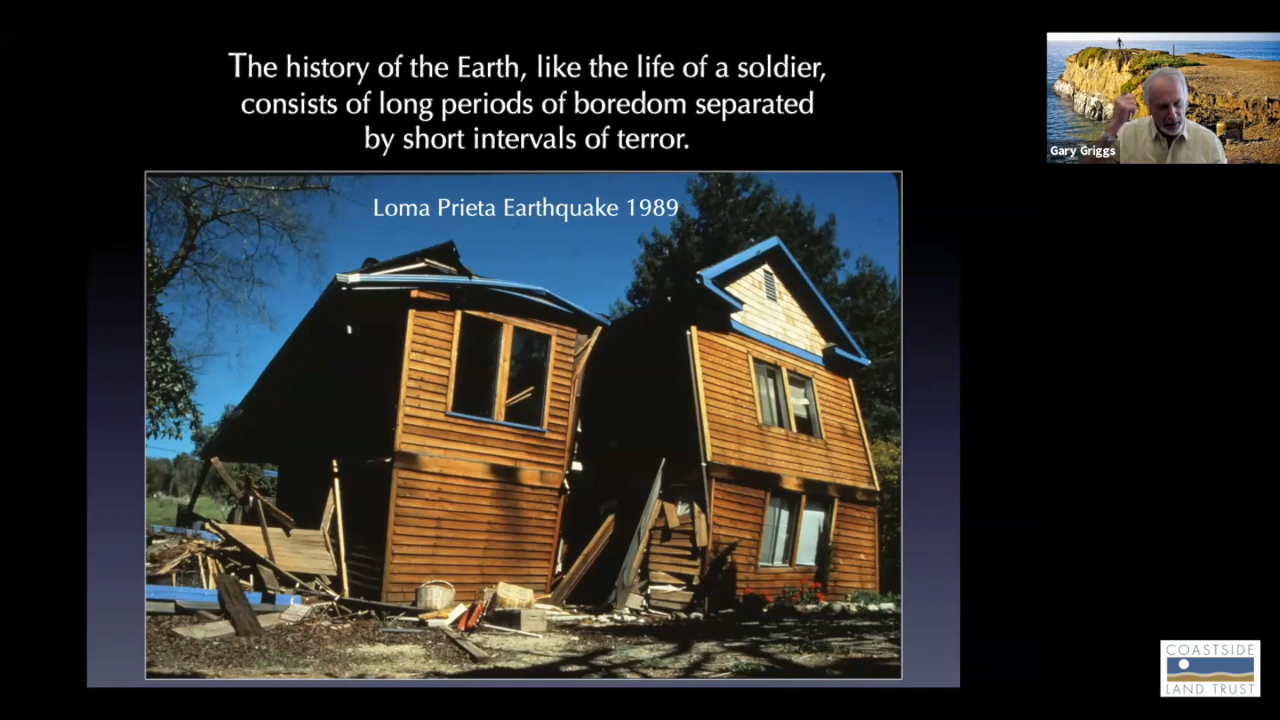 The history of the Earth, like the life of a soldier,
consists of long periods of boredom separated
by short intervals of terror.
Loma Prieta Earthquake 1989
Gary Griggs
COASTSIDE
LAND TRUST